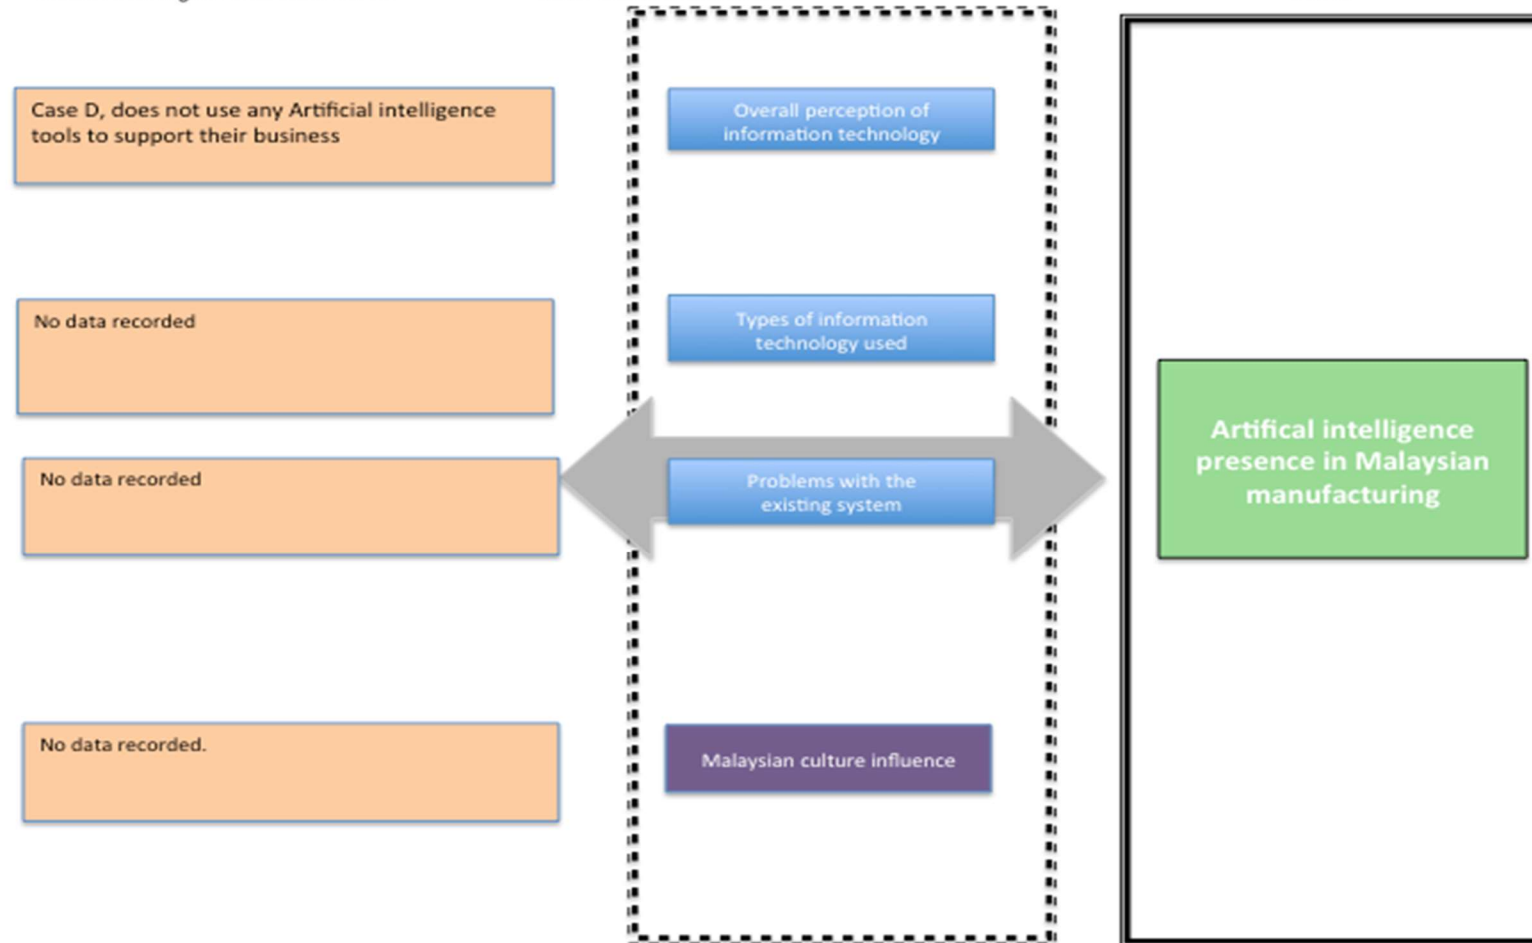 Case D, does not use any Artificial intelligence
tools to support their business
Overall perception of
information technology
No data recorded
Types of information
technology used
No data recorded
Problems with the
existing system
Artifical intelligence
presence in Malaysian
manufacturing
No data recorded.
Malaysian culture influence